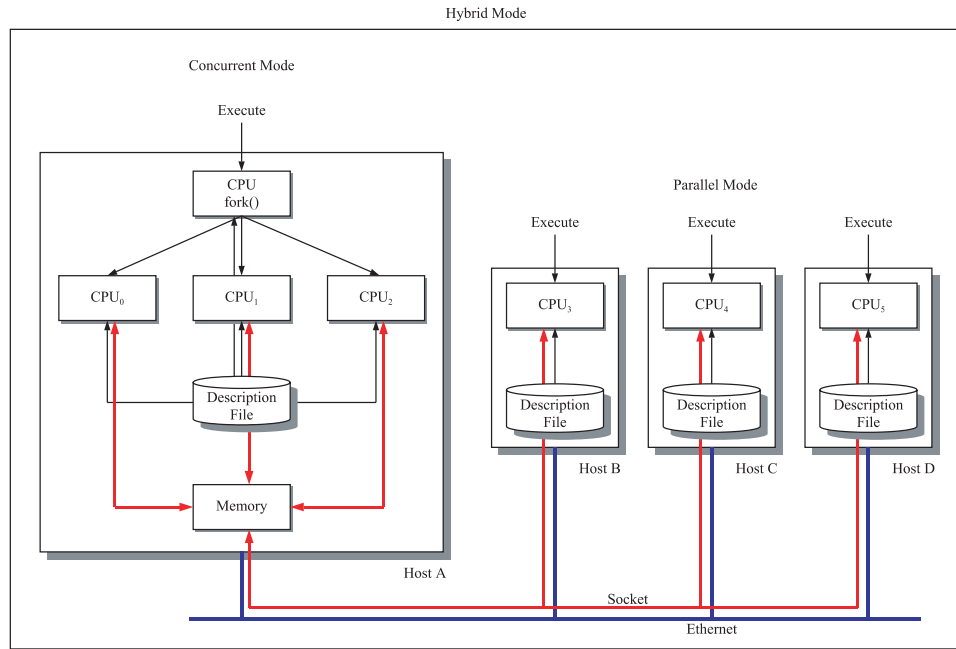 Hybrid Mode
Concurrent Mode
Execute
CPU
fork()
CPU₀
CPU₁
CPU₂
Description
File
Memory
Host A
Parallel Mode
Execute
Execute
Execute
CPU₃
CPU₄
CPU₅
Description
File
Description
File
Description
File
Host B
Host C
Host D
Socket
Ethernet